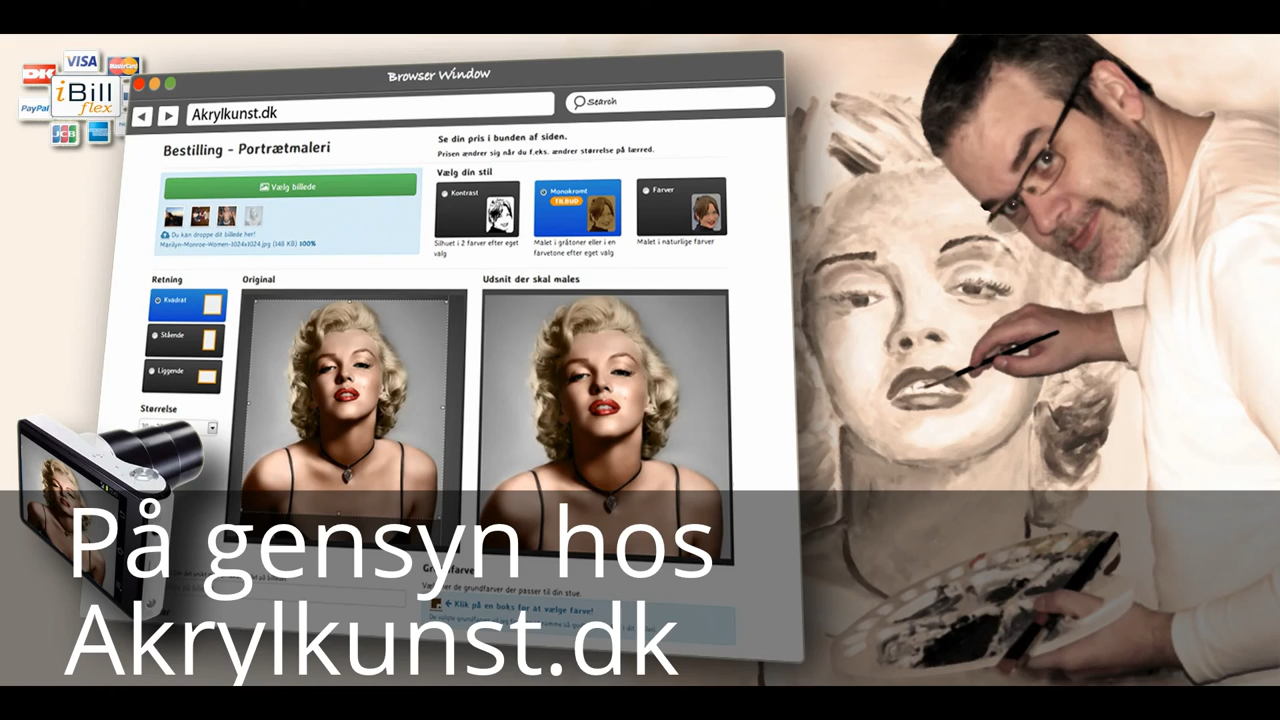 VISA
MasterCard
DK
iBill
flex
PayPal
JCB
Browser Window
Akrylkunst.dk
Search
Bestilling - Portrætmaleri
Se din pris i bunden af siden.
Prisen ændrer sig når du f.eks. ændrer størrelse på lærred.
Vælg billede
Du kan droppe dit billede her!
Marilyn-Monroe-Women-1024x1024.jpg (148 KB) 100%
Vælg din stil
Kontrast
Monokromt
TILBUD
Farver
Silhuet i 2 farver efter eget
valg
Malet i gråtoner eller i en
farvetone efter eget valg
Malet i naturlige farver
Retning
Kvadrat
Stående
Liggende
Størrelse
Original
Udsnit der skal males
På gensyn hos
Akrylkunst.dk
der de grundfarver der passer til din stue.
Klik på en boks for at vælge farve!